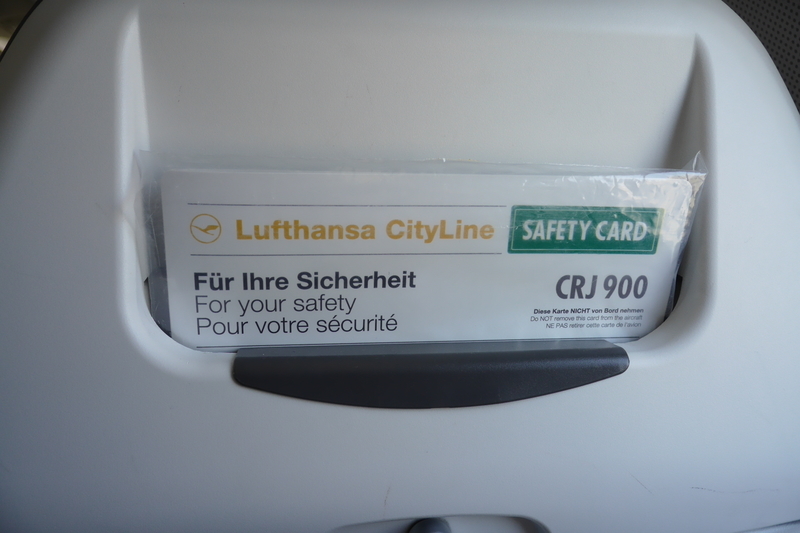 Lufthansa CityLine SAFETY CARD
Für Ihre Sicherheit
For your safety
Pour votre sécurité
CRJ 900
Diese Karte NICHT von Bord nehmen
Do NOT remove this card from the aircraft
NE PAS retirer cette carte de l'avion.